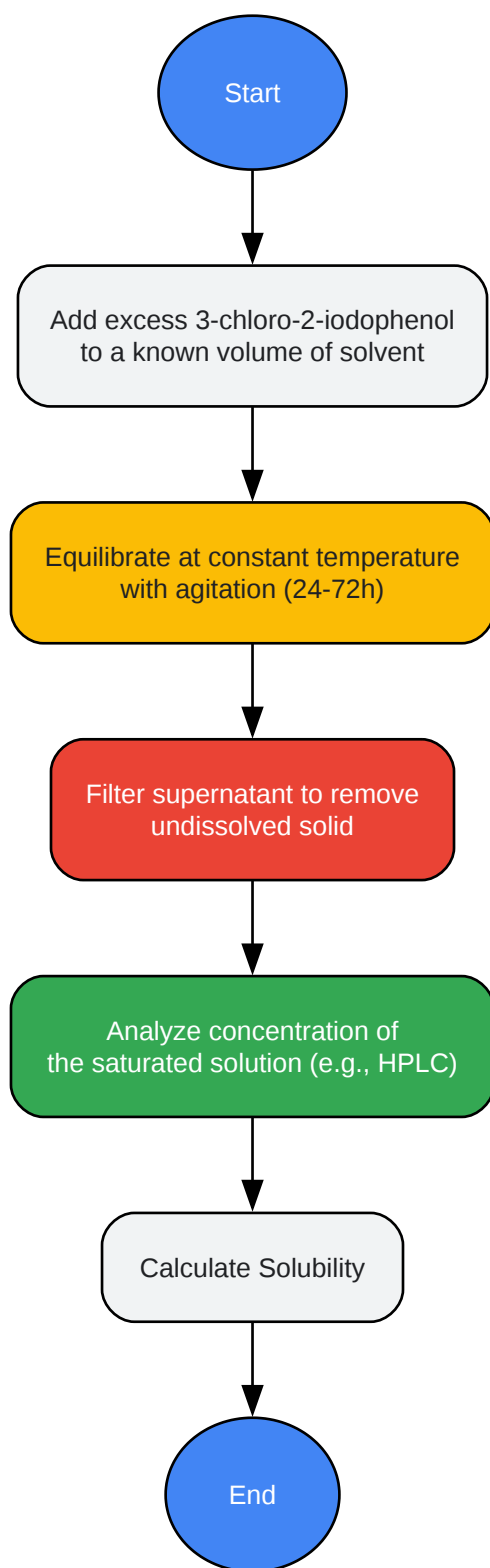 Start
Add excess 3-chloro-2-iodophenol
to a known volume of solvent
Equilibrate at constant temperature
with agitation (24-72h)
Filter supernatant to remove
undissolved solid
Analyze concentration of
the saturated solution (e.g., HPLC)
Calculate Solubility
End